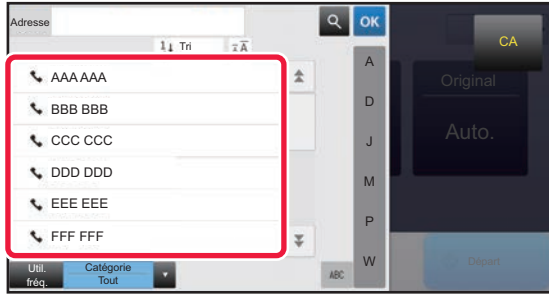 Adresse
OK
CA
1↓ Tri
A
AAA AAA
BBB BBB
CCC CCC
DDD DDD
EEE EEE
FFF FFF
A
D
J
M
P
W
Original
Auto.
Départ
Util.
fréq.
Catégorie
Tout
ABC